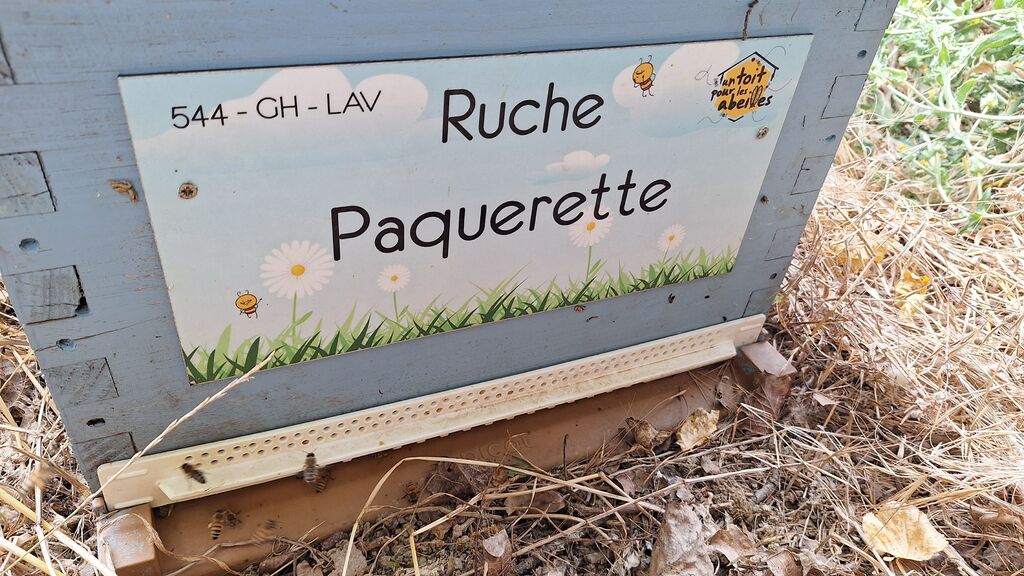 544 - GH - LAV
Ruche
Paquerette
un toit
pour les
abeilles